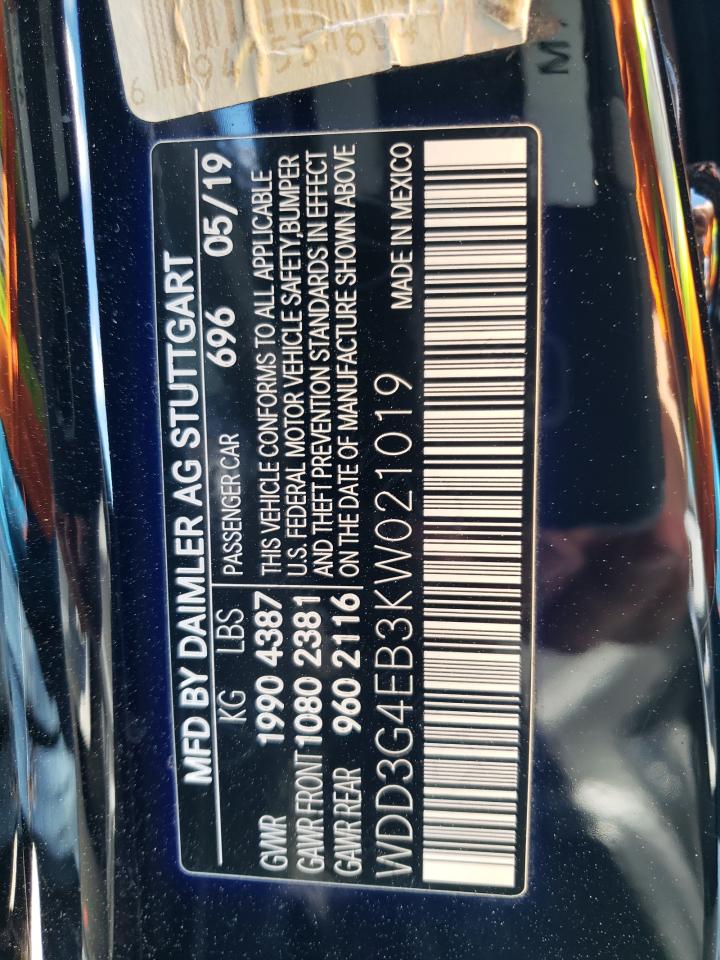 MFD BY DAIMLER AG STUTTGART
KG LBS
PASSENGER CAR 696 05/19
GVWR 1990 4387
GAWR FRONT 1080 2381
GAWR REAR 960 2116
THIS VEHICLE CONFORMS TO ALL APPLICABLE
U.S. FEDERAL MOTOR VEHICLE SAFETY,BUMPER
AND THEFT PREVENTION STANDARDS IN EFFECT
ON THE DATE OF MANUFACTURE SHOWN ABOVE
WDD3G4EB3KW021019 MADE IN MEXICO